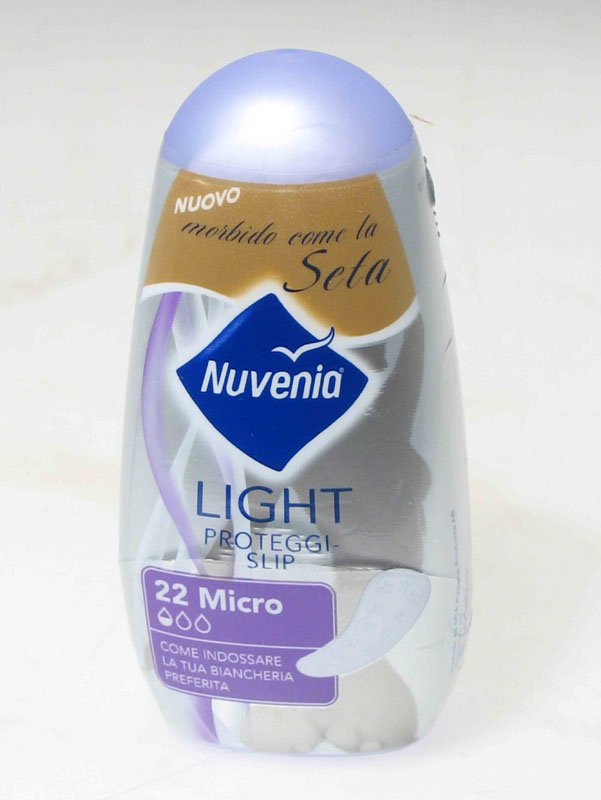 NUOVO
morbido come la
Seta
Nuvenia
LIGHT
PROTEGGI-
SLIP
22 Micro
COME INDOSSARE
LA TUA BIANCHERIA
PREFERITA